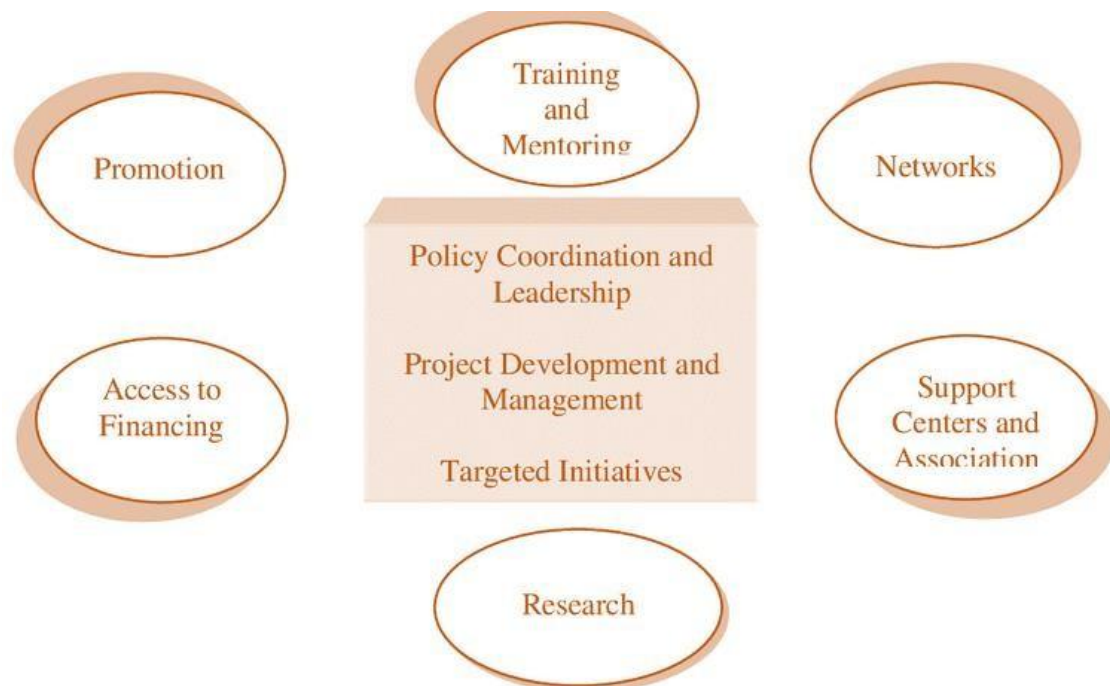 Training
and
Mentoring
Promotion
Networks
Policy Coordination and
Leadership
Project Development and
Management
Targeted Initiatives
Access to
Financing
Support
Centers and
Association
Research